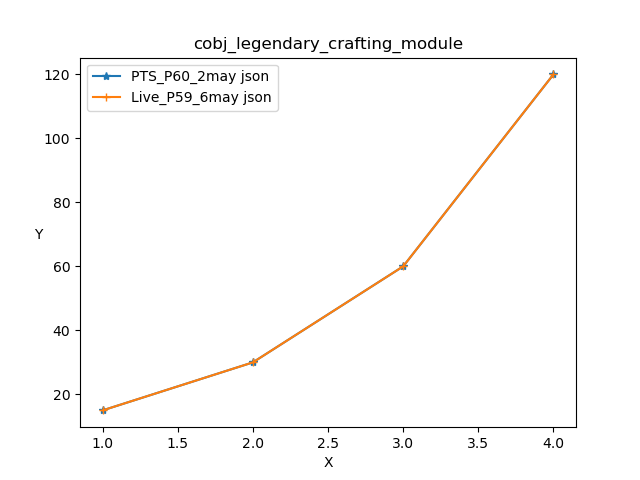 cobj_legendary_crafting_module
PTS_P60_2may json
Live_P59_6may json
120
100
80
60
40
20
Y
1.0 1.5 2.0 2.5 3.0 3.5 4.0
X